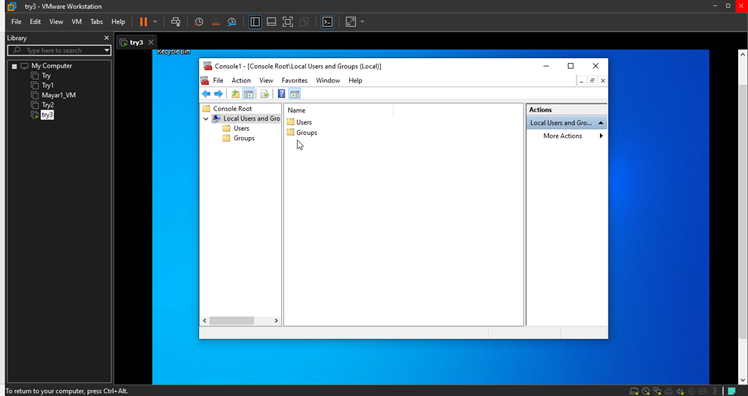 try3 - VMware Workstation
File Edit View VM Tabs Help
Library
Type here to search
My Computer
Try
Try1
Mayar1_VM
Try2
try3
try3
Recycle Bin
Console1 - [Console Root\Local Users and Groups (Local)]
File Action View Favorites Window Help
Console Root
Local Users and Gro
Users
Groups
Name
Users
Groups
Actions
Local Users and Gro...
More Actions
To return to your computer, press Ctrl+Alt.